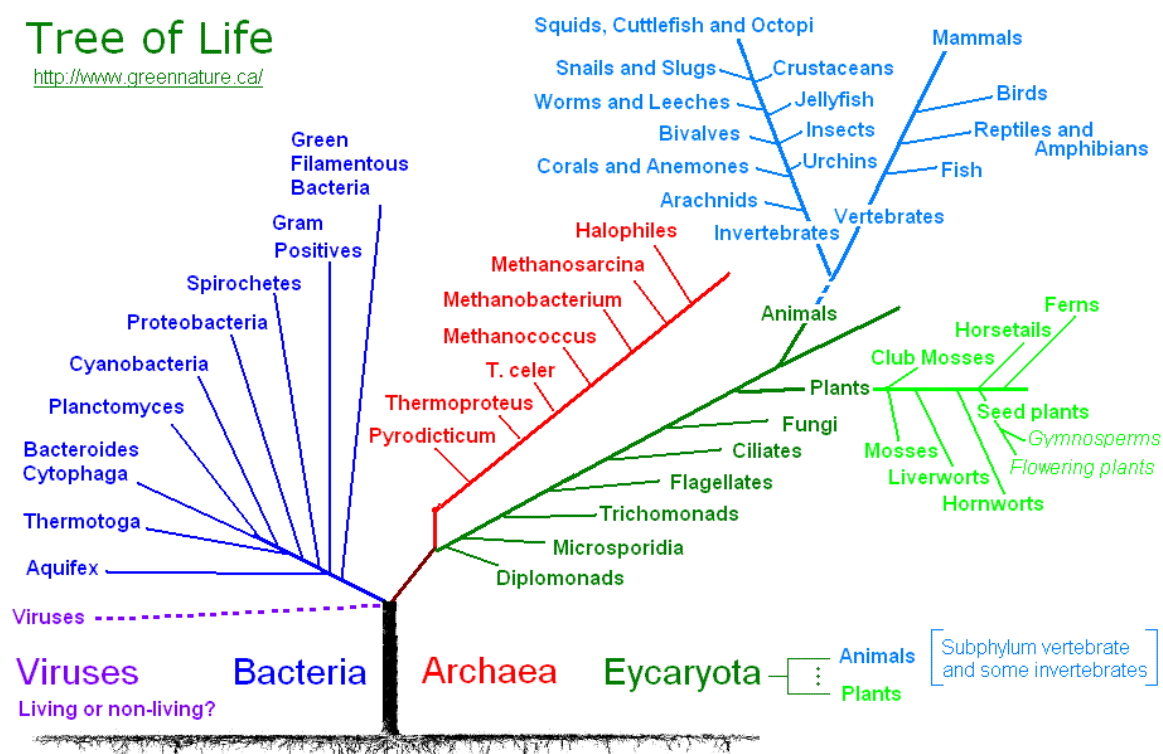 Tree of Life
http://www.greennature.ca/
Squids, Cuttlefish and Octopi
Snails and Slugs
Crustaceans
Worms and Leeches
Jellyfish
Bivalves
Insects
Corals and Anemones
Urchins
Arachnids
Invertebrates
Mammals
Birds
Reptiles and
Amphibians
Fish
Vertebrates
Green
Filamentous
Bacteria
Gram
Positives
Spirochetes
Proteobacteria
Cyanobacteria
Planctomyces
Bacteroides
Cytophaga
Thermotoga
Aquifex
Viruses
Halophiles
Methanosarcina
Methanobacterium
Methanococcus
T. celer
Thermoproteus
Pyrodicticum
Animals
Plants
Fungi
Ciliates
Flagellates
Trichomonads
Microsporidia
Diplomonads
Ferns
Horsetails
Club Mosses
Seed plants
Gymnosperms
Flowering plants
Mosses
Liverworts
Hornworts
Viruses
Living or non-living?
Bacteria
Archaea
Eycaryota
Animals
Plants
Subphylum vertebrate
and some invertebrates